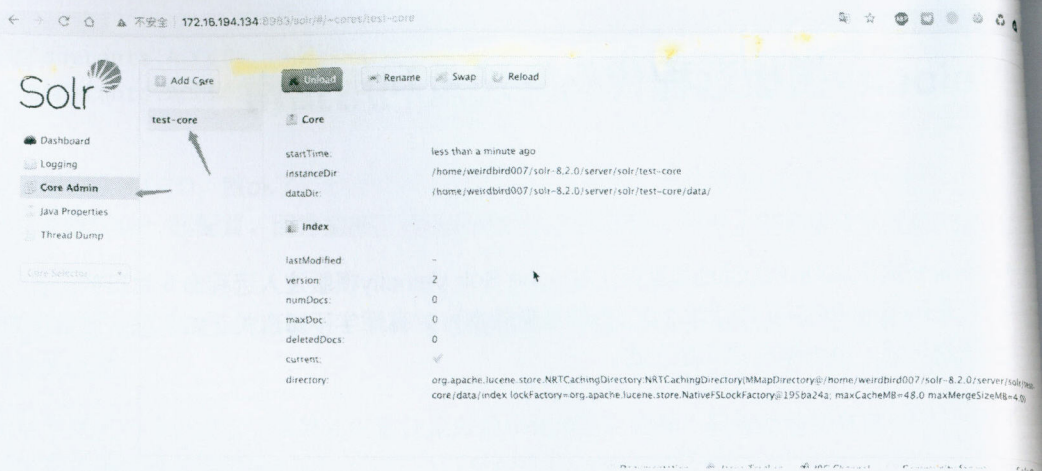 不安全 172.16.194.134:8983/solr/#/~cores/test-core
Solr
Add Core
Unload
Rename
Swap
Reload
test-core
Dashboard
Logging
Core Admin
Java Properties
Thread Dump
Core Selector
Core
startTime: less than a minute ago
instanceDir: /home/weirdbird007/solr-8.2.0/server/solr/test-core
dataDir: /home/weirdbird007/solr-8.2.0/server/solr/test-core/data/
Index
lastModified: -
version: 2
numDocs: 0
maxDoc: 0
deletedDocs: 0
current:
directory: org.apache.lucene.store.NRTCachingDirectory:NRTCachingDirectory(MMapDirectory@/home/weirdbird007/solr-8.2.0/server/solr/test-
core/data/index lockFactory=org.apache.lucene.store.NativeFSLockFactory@195ba24a; maxCacheMB=48.0 maxMergeSizeMB=4.0)